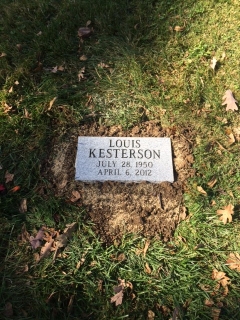 LOUIS
KESTERSON
JULY 28, 1950
APRIL 6, 2012